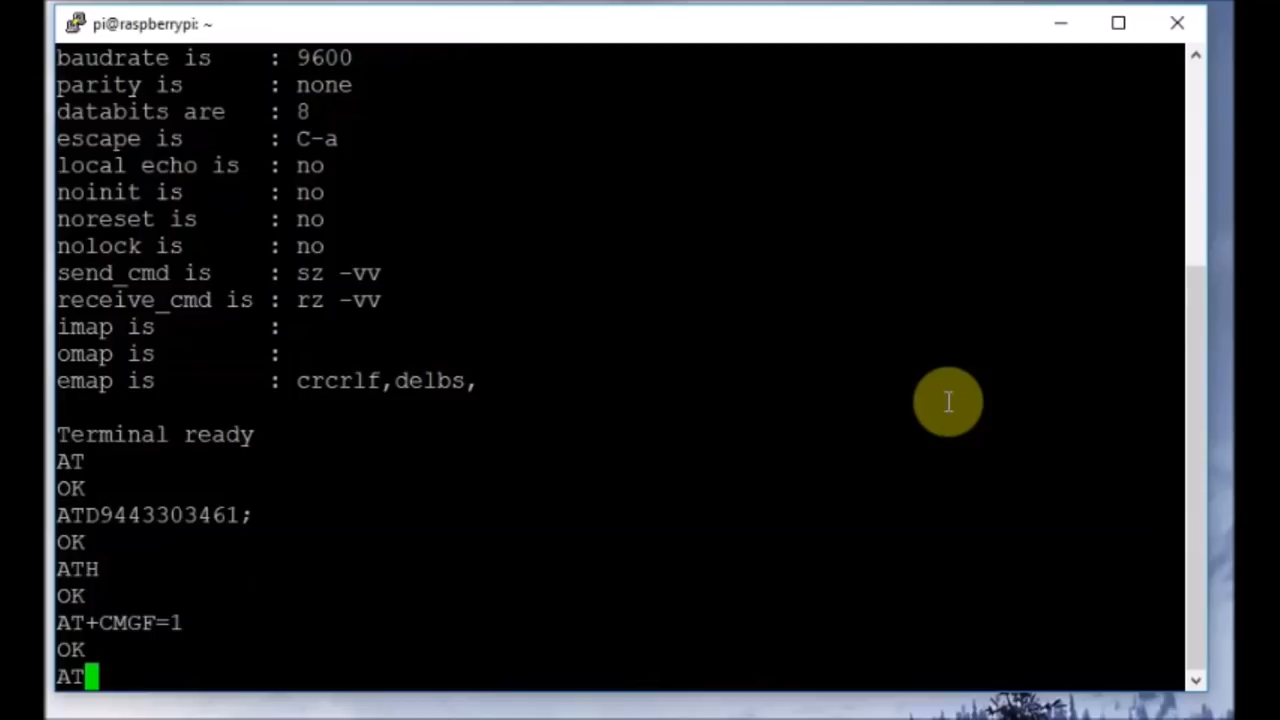 pi@raspberrypi: ~
baudrate is    : 9600
parity is      : none
databits are   : 8
escape is      : C-a
local echo is  : no
noinit is      : no
noreset is     : no
nolock is      : no
send_cmd is    : sz -vv
receive_cmd is : rz -vv
imap is        :
omap is        :
emap is        : crcrlf,delbs,
Terminal ready
AT
OK
ATD9443303461;
OK
ATH
OK
AT+CMGF=1
OK
AT